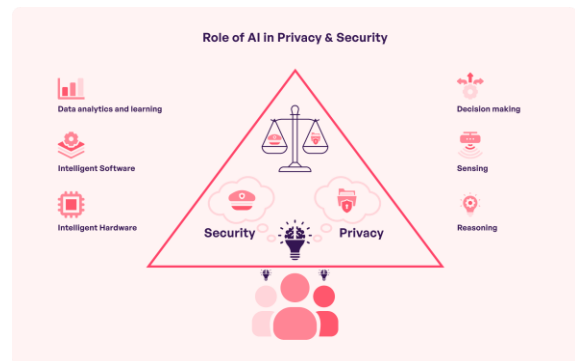 Role of AI in Privacy & Security
Data analytics and learning
Intelligent Software
Intelligent Hardware
Security
Privacy
Decision making
Sensing
Reasoning